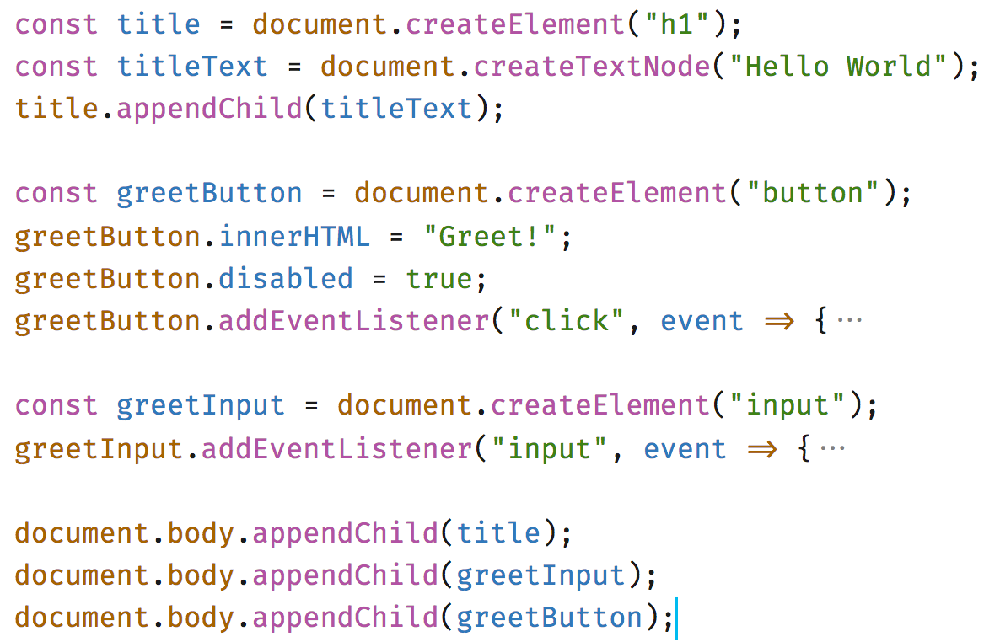 const title = document.createElement("h1");
const titleText = document.createTextNode("Hello World");
title.appendChild(titleText);

const greetButton = document.createElement("button");
greetButton.innerHTML = "Greet!";
greetButton.disabled = true;
greetButton.addEventListener("click", event => {···

const greetInput = document.createElement("input");
greetInput.addEventListener("input", event => {···

document.body.appendChild(title);
document.body.appendChild(greetInput);
document.body.appendChild(greetButton);